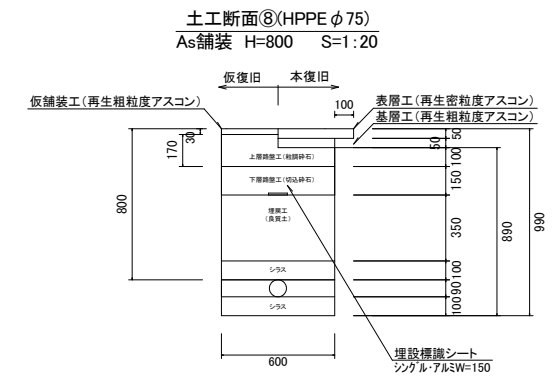 土工断面⑧(HPPEφ75)
As舗装 H=800 S=1:20
仮復旧 本復旧
仮舗装工(再生粗粒度アスコン)
100
表層工(再生密粒度アスコン)
基層工(再生粗粒度アスコン)
30
170
800
50
50
100
150
350
100
90
100
890
990
上層路盤工(粒調砕石)
下層路盤工(切込砕石)
埋戻工
(良質土)
シラス
シラス
600
埋設標識シート
シングル・アルミW=150